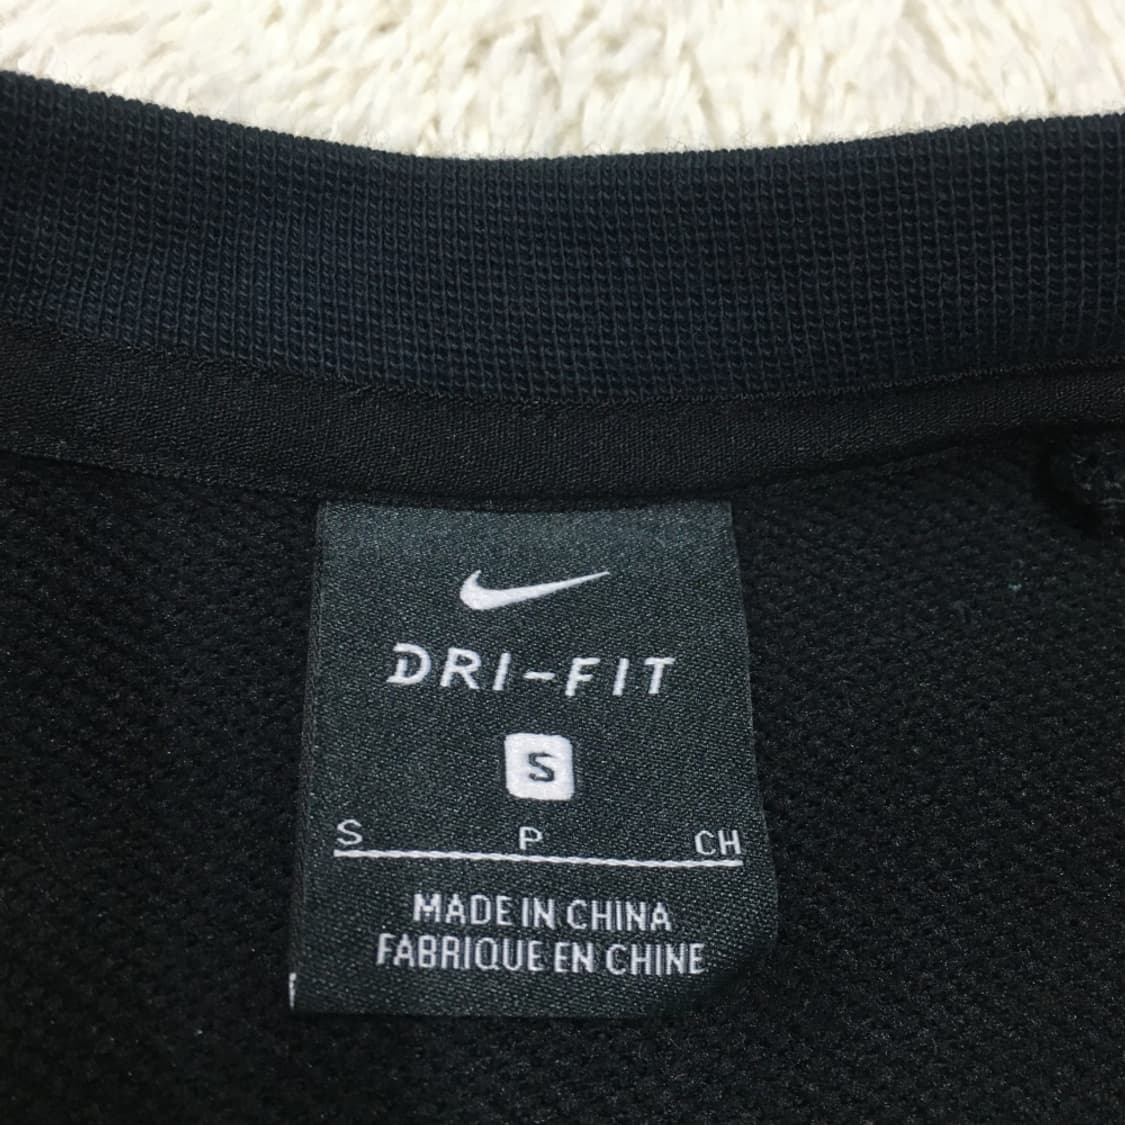 DRI-FIT
S
S P CH
MADE IN CHINA
FABRIQUE EN CHINE